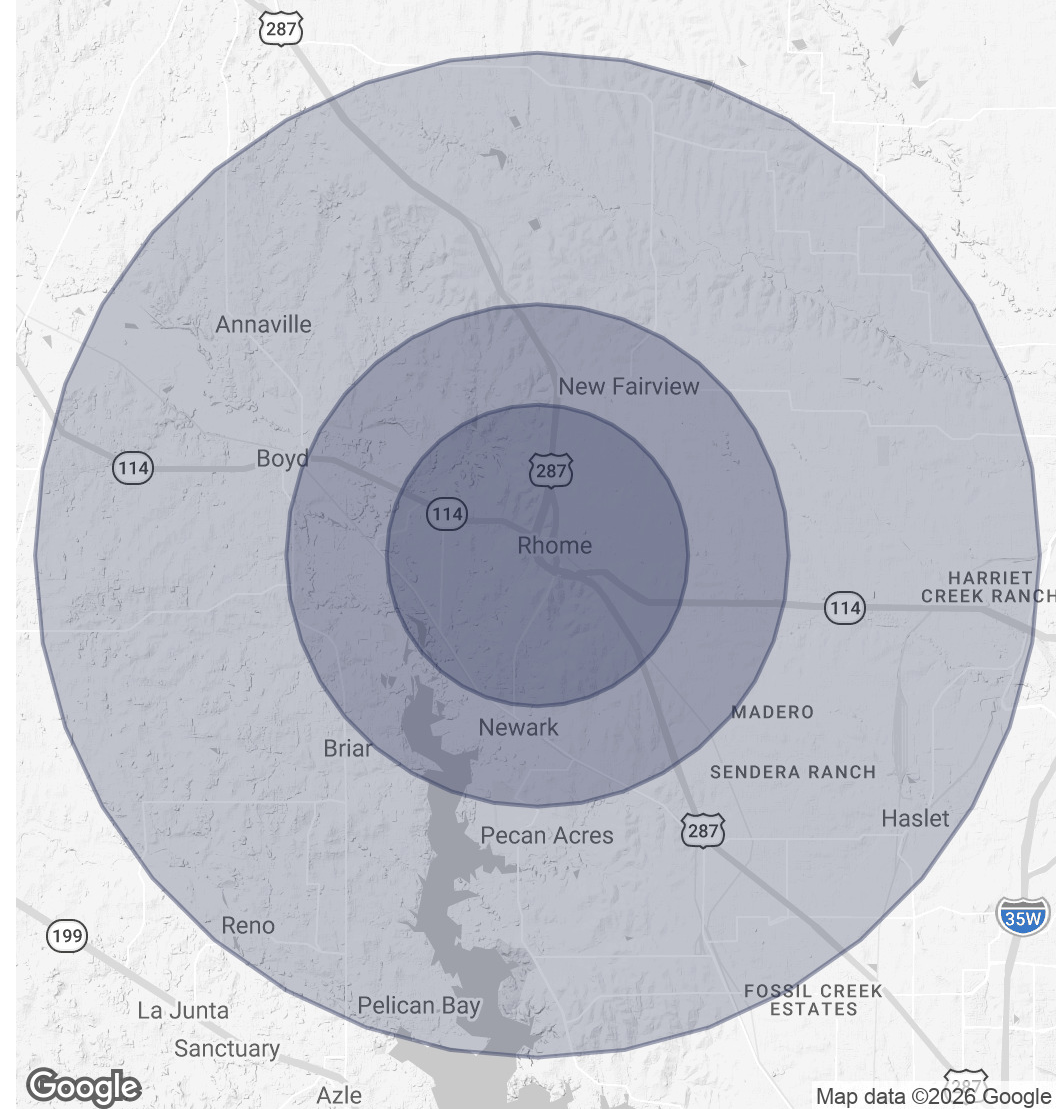 287
Annaville
New Fairview
Boyd
114
287
114
Rhome
HARRIET
CREEK RANCH
114
MADERO
Newark
Briar
SENDERA RANCH
Haslet
287
Pecan Acres
35W
Reno
199
FOSSIL CREEK
ESTATES
Pelican Bay
La Junta
Sanctuary
287
Google
Azle
Map data ©2026 Google